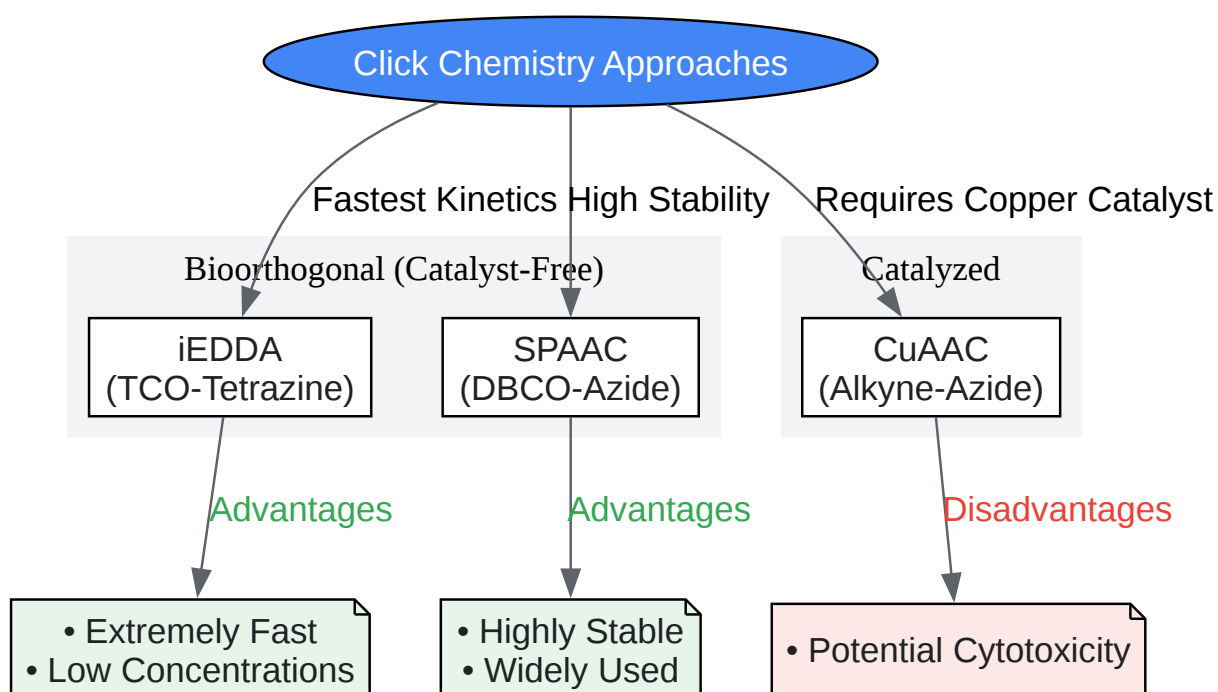 Click Chemistry Approaches
Fastest Kinetics
High Stability
Requires Copper Catalyst
Bioorthogonal (Catalyst-Free)
Catalyzed
iEDDA
(TCO-Tetrazine)
SPAAC
(DBCO-Azide)
CuAAC
(Alkyne-Azide)
Advantages
Advantages
Disadvantages
• Extremely Fast
• Low Concentrations
• Highly Stable
• Widely Used
• Potential Cytotoxicity